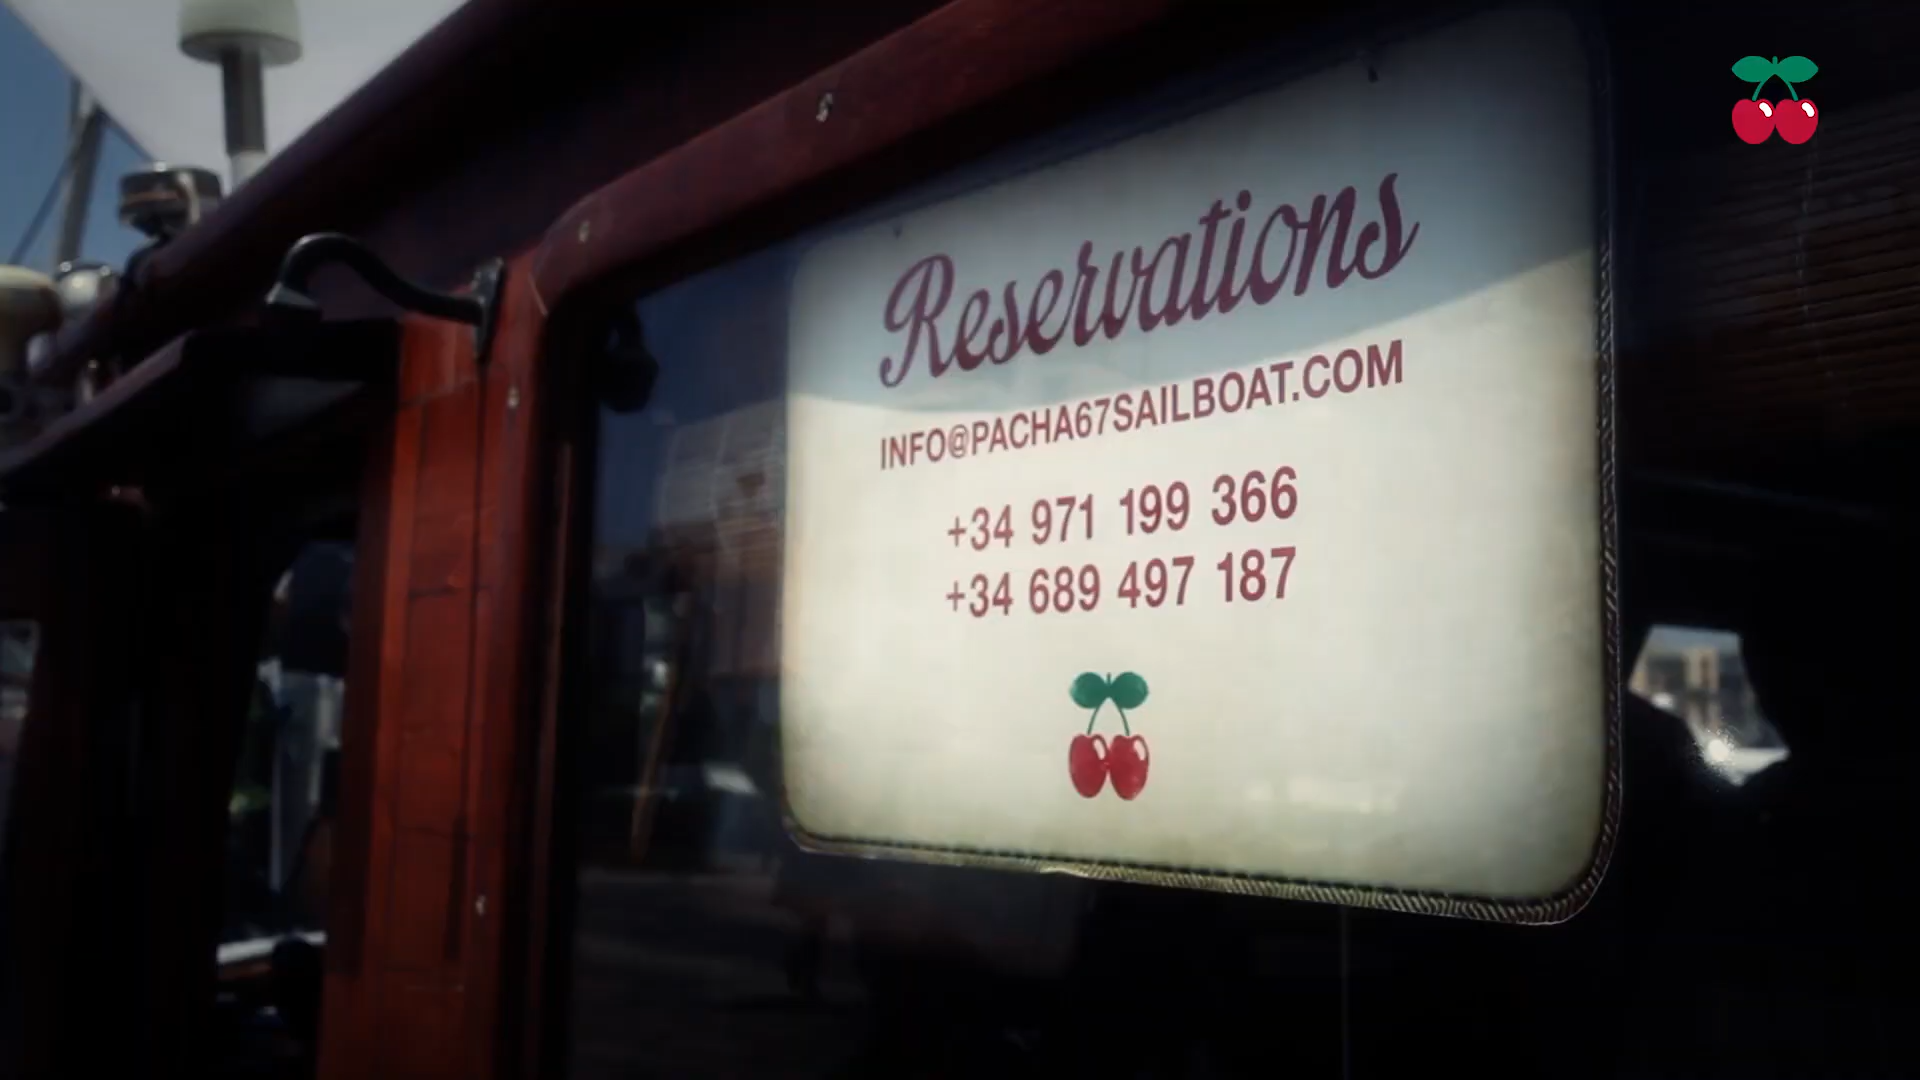 Reservations
INFO@PACHA67SAILBOAT.COM
+34 971 199 366
+34 689 497 187